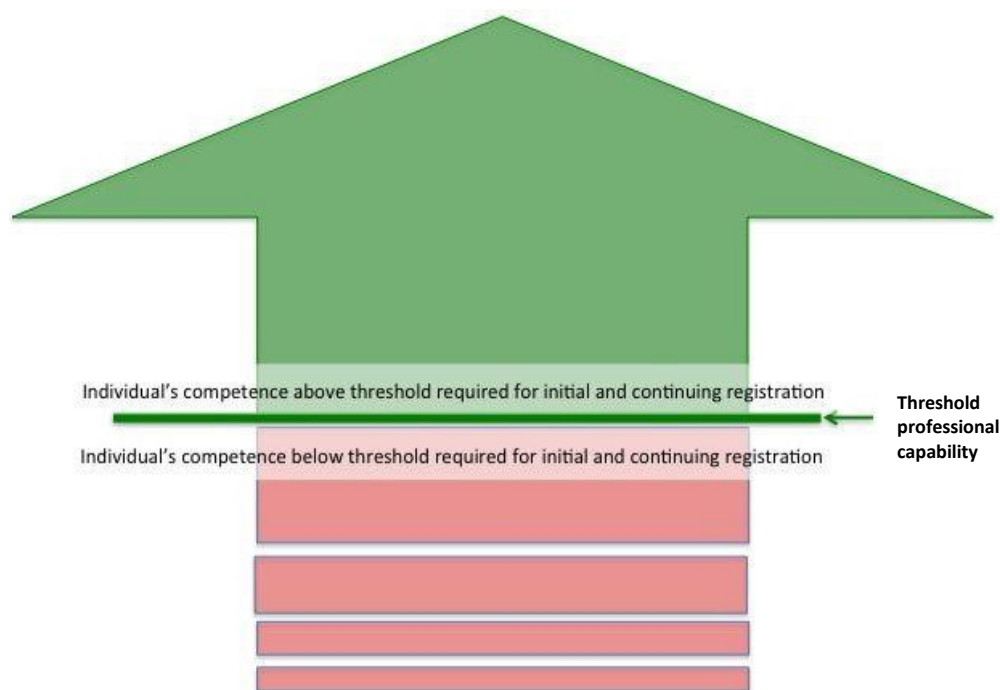 Individual's competence above threshold required for initial and continuing registration
Threshold
professional
capability
Individual's competence below threshold required for initial and continuing registration